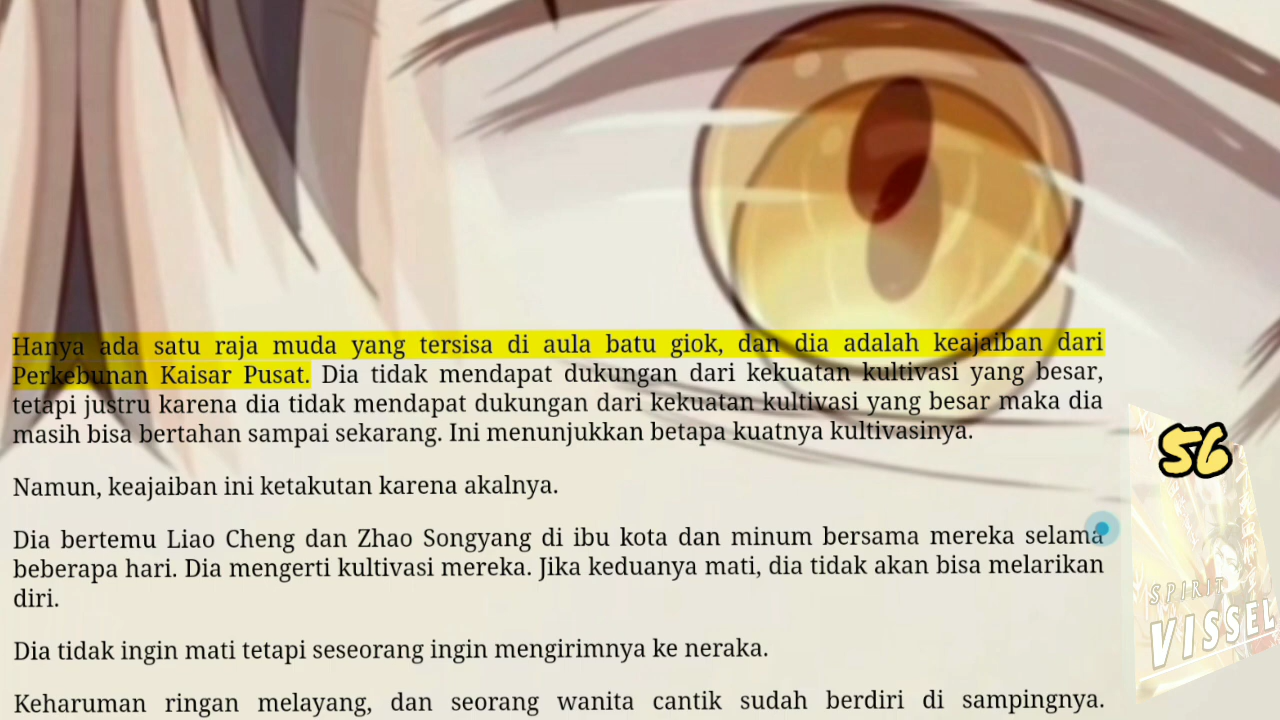 Hanya ada satu raja muda yang tersisa di aula batu giok, dan dia adalah keajaiban dari
Perkebunan Kaisar Pusat. Dia tidak mendapat dukungan dari kekuatan kultivasi yang besar,
tetapi justru karena dia tidak mendapat dukungan dari kekuatan kultivasi yang besar maka dia
masih bisa bertahan sampai sekarang. Ini menunjukkan betapa kuatnya kultivasinya.
Namun, keajaiban ini ketakutan karena akalnya.
Dia bertemu Liao Cheng dan Zhao Songyang di ibu kota dan minum bersama mereka selama
beberapa hari. Dia mengerti kultivasi mereka. Jika keduanya mati, dia tidak akan bisa melarikan
diri.
Dia tidak ingin mati tetapi seseorang ingin mengirimnya ke neraka.
Keharuman ringan melayang, dan seorang wanita cantik sudah berdiri di sampingnya.
56
SPIRIT
VISSEL